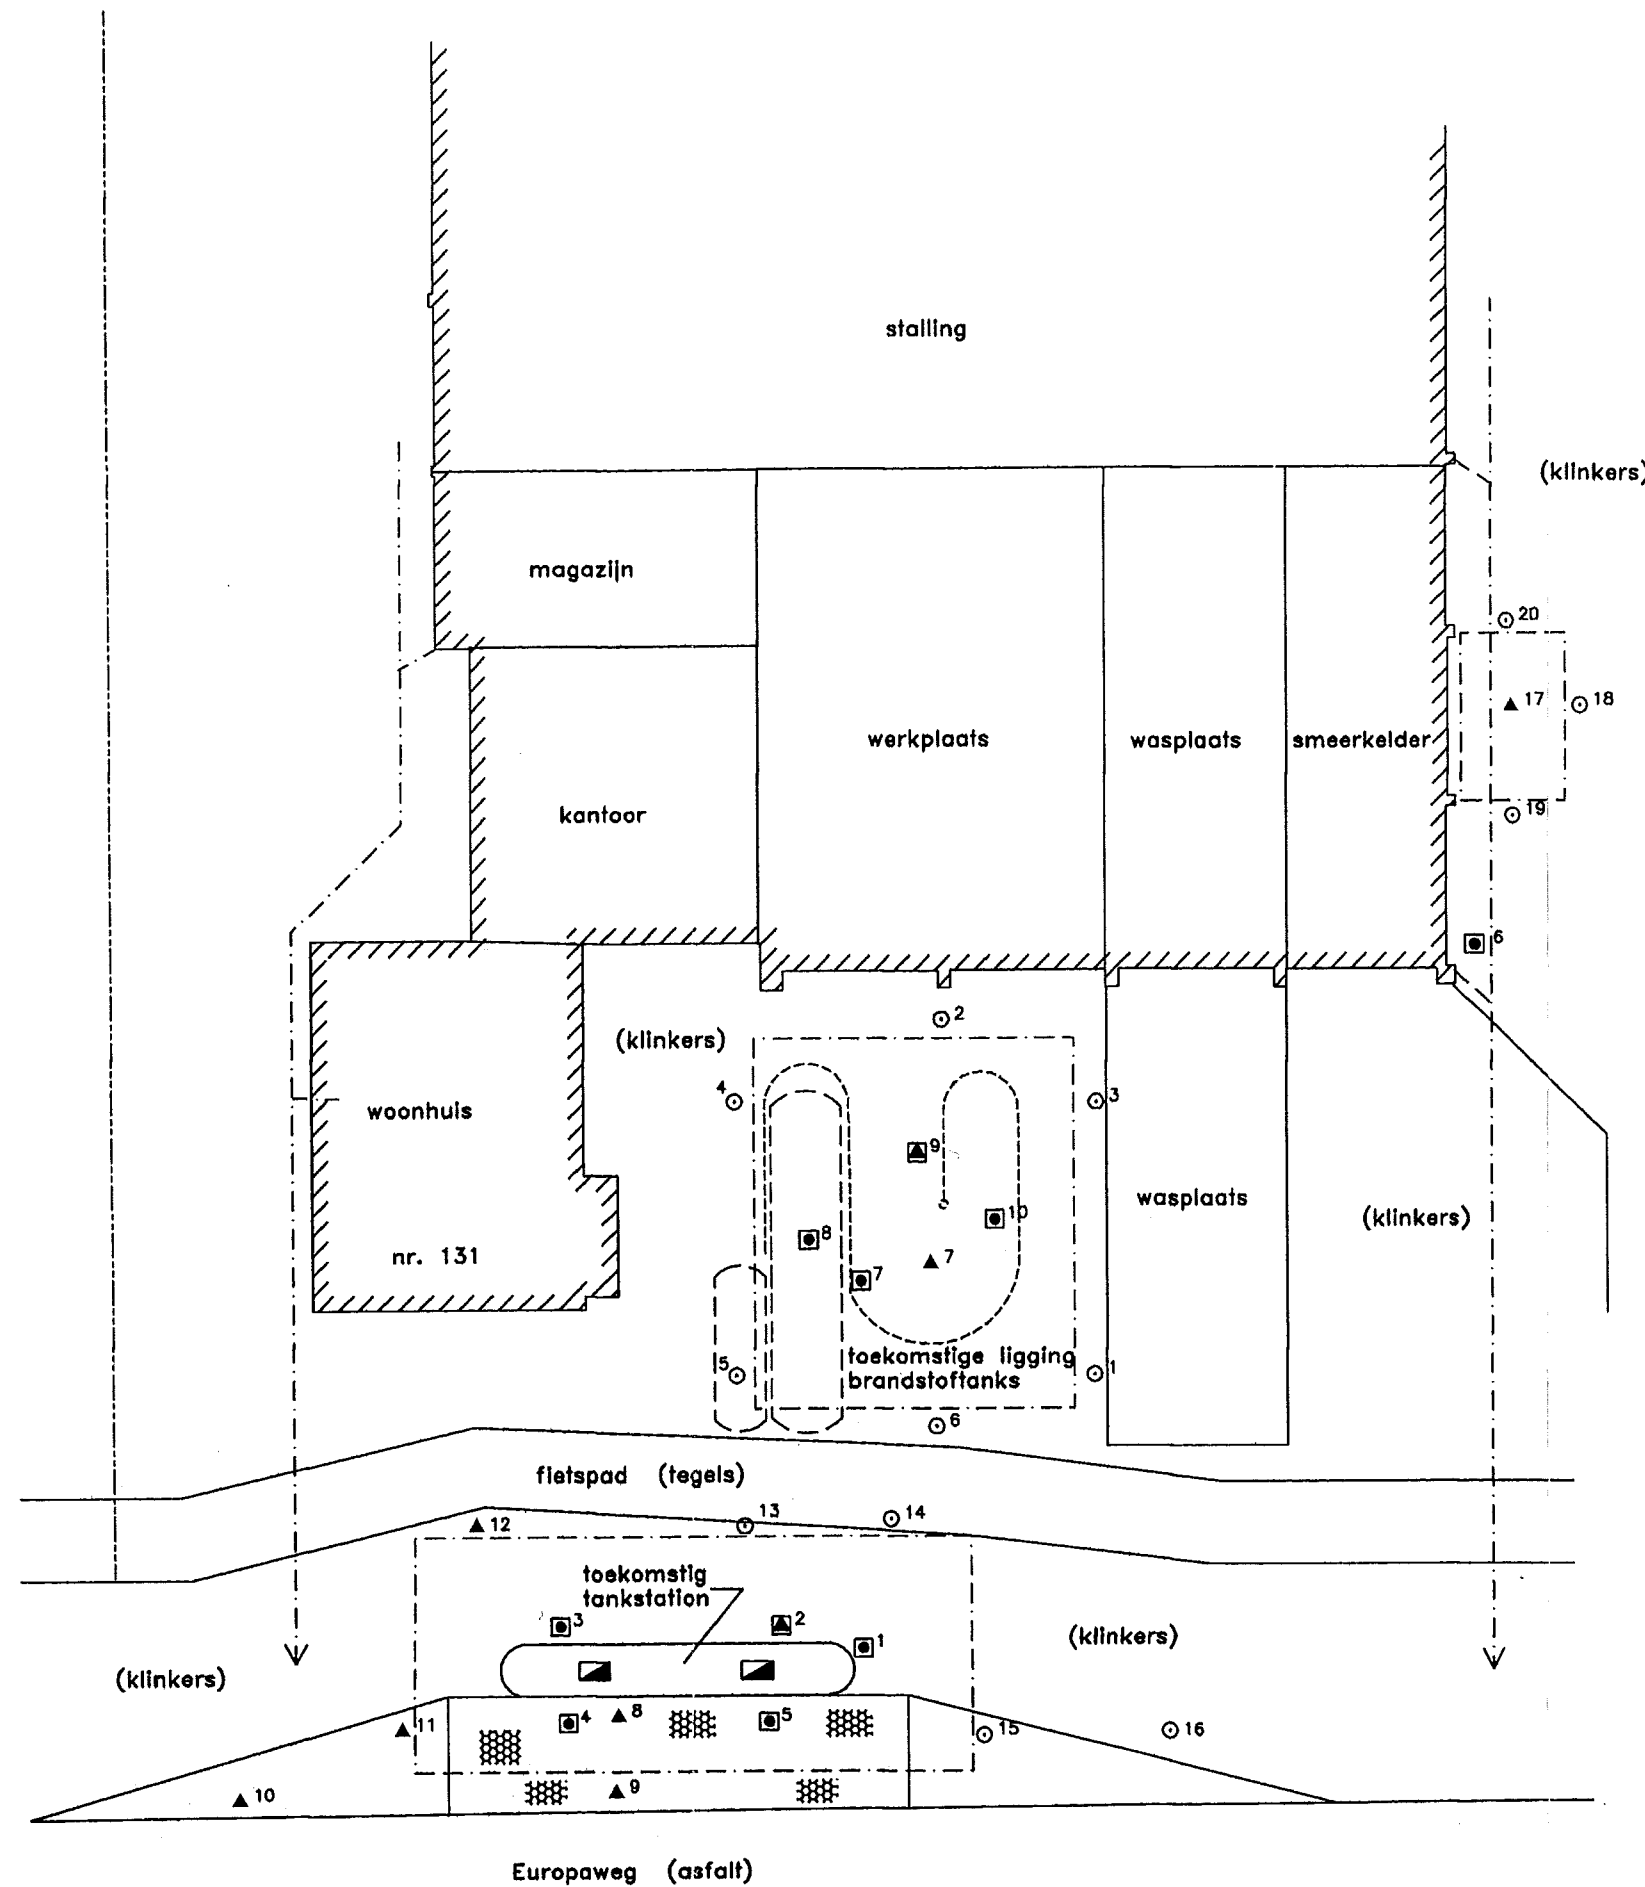 stalling
(klinkers)
magazijn
20
17
18
werkplaats
wasplaats
smeerkelder
kantoor
19
6
2
(klinkers)
4
3
woonhuis
9
wasplaats
10
(klinkers)
8
nr. 131
7
7
toekomstige ligging
brandstoftanks
5
1
6
fietspad (tegels)
13
14
12
toekomstig
tankstation
3
2
1
(klinkers)
(klinkers)
8
4
5
11
15
16
9
10
Europaweg (asfalt)